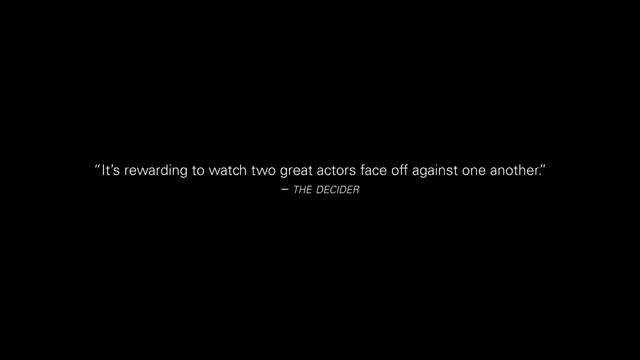 “It’s rewarding to watch two great actors face off against one another.”
– THE DECIDER